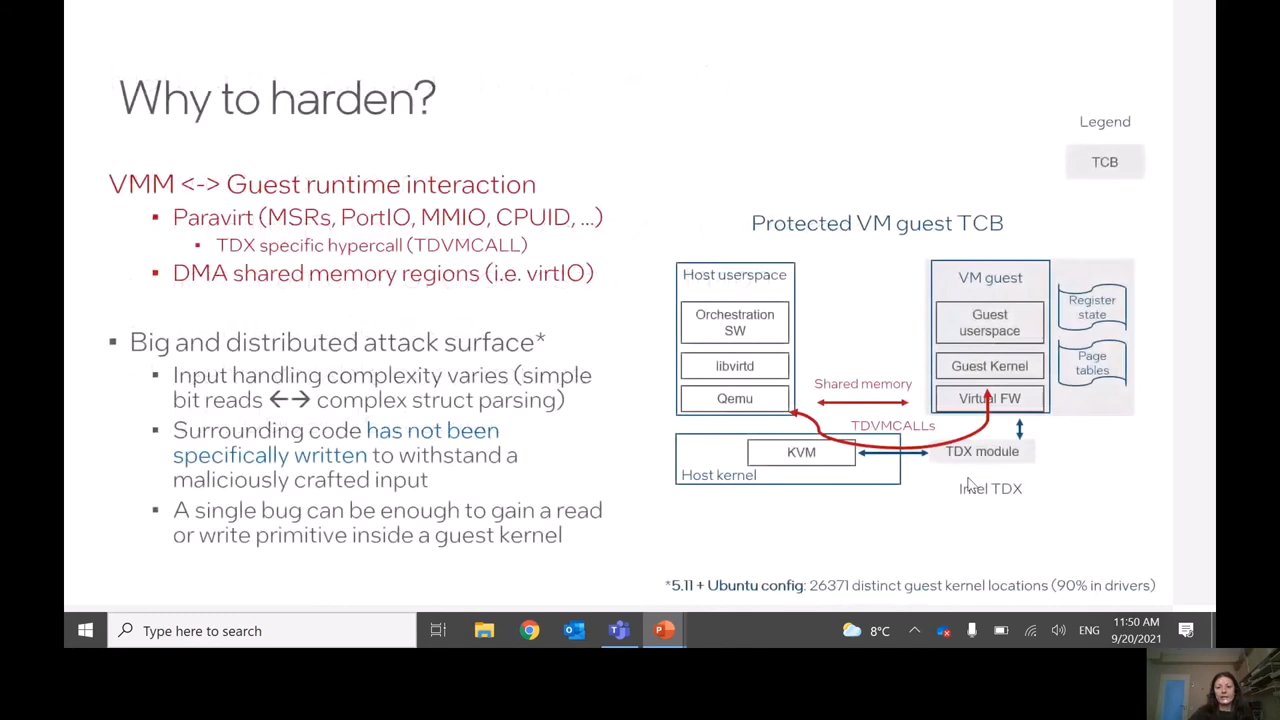 Why to harden?
Legend
TCB
VMM <-> Guest runtime interaction
▪ Paravirt (MSRs, PortIO, MMIO, CPUID, ...)
▪ TDX specific hypercall (TDVMCALL)
▪ DMA shared memory regions (i.e. virtIO)
▪ Big and distributed attack surface*
▪ Input handling complexity varies (simple
bit reads ←→ complex struct parsing)
▪ Surrounding code has not been
specifically written to withstand a
maliciously crafted input
▪ A single bug can be enough to gain a read
or write primitive inside a guest kernel
Protected VM guest TCB
Host userspace
Orchestration
SW
libvirtd
Qemu
Shared memory
TDVMCALLS
KVM
Host kernel
VM guest
Guest
userspace
Guest Kernel
Virtual FW
Register
state
Page
tables
TDX module
Intel TDX
*5.11 + Ubuntu config: 26371 distinct guest kernel locations (90% in drivers)
Type here to search
8°C
ENG
11:50 AM
9/20/2021